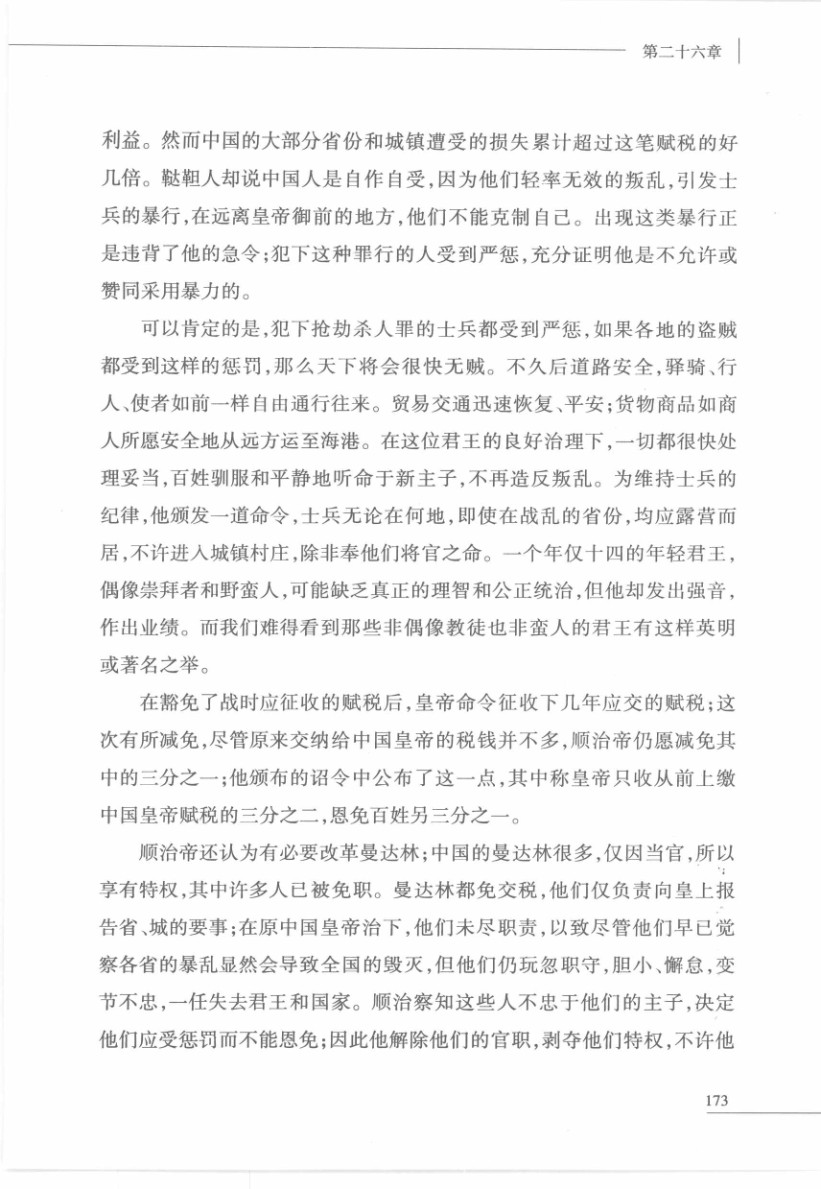 第二十六章
利益。然而中国的大部分省份和城镇遭受的损失累计超过这笔赋税的好
几倍。鞑靼人却说中国人是自作自受,因为他们轻率无效的叛乱,引发士
兵的暴行,在远离皇帝御前的地方,他们不能克制自己。出现这类暴行正
是违背了他的急令;犯下这种罪行的人受到严惩,充分证明他是不允许或
赞同采用暴力的。
可以肯定的是,犯下抢劫杀人罪的士兵都受到严惩,如果各地的盗贼
都受到这样的惩罚,那么天下将会很快无贼。不久后道路安全,驿骑、行
人、使者如前一样自由通行往来。贸易交通迅速恢复、平安;货物商品如商
人所愿安全地从远方运至海港。在这位君王的良好治理下,一切都很快处
理妥当,百姓驯服和平静地听命于新主子,不再造反叛乱。为维持士兵的
纪律,他颁发一道命令,士兵无论在何地,即使在战乱的省份,均应露营而
居,不许进入城镇村庄,除非奉他们将官之命。一个年仅十四的年轻君王,
偶像崇拜者和野蛮人,可能缺乏真正的理智和公正统治,但他却发出强音,
作出业绩。而我们难得看到那些非偶像教徒也非蛮人的君王有这样英明
或著名之举。
在豁免了战时应征收的赋税后,皇帝命令征收下几年应交的赋税;这
次有所减免,尽管原来交纳给中国皇帝的税钱并不多,顺治帝仍愿减免其
中的三分之一;他颁布的诏令中公布了这一点,其中称皇帝只收从前上缴
中国皇帝赋税的三分之二,恩免百姓另三分之一。
顺治帝还认为有必要改革曼达林;中国的曼达林很多,仅因当官,所以
享有特权,其中许多人已被免职。曼达林都免交税,他们仅负责向皇上报
告省、城的要事;在原中国皇帝治下,他们未尽职责,以致尽管他们早已觉
察各省的暴乱显然会导致全国的毁灭,但他们仍玩忽职守,胆小、懈怠,变
节不忠,一任失去君王和国家。顺治察知这些人不忠于他们的主子,决定
他们应受惩罚而不能恩免;因此他解除他们的官职,剥夺他们特权,不许他
173